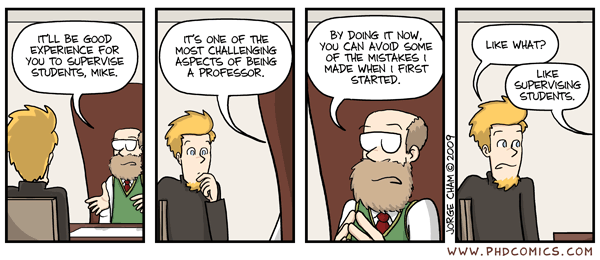 IT'LL BE GOOD
EXPERIENCE FOR
YOU TO SUPERVISE
STUDENTS, MIKE.
IT'S ONE OF THE
MOST CHALLENGING
ASPECTS OF BEING
A PROFESSOR.
BY DOING IT NOW,
YOU CAN AVOID SOME
OF THE MISTAKES I
MADE WHEN I FIRST
STARTED.
LIKE WHAT?
LIKE
SUPERVISING
STUDENTS.
JORGE CHAM © 2009
WWW.PHDCOMICS.COM